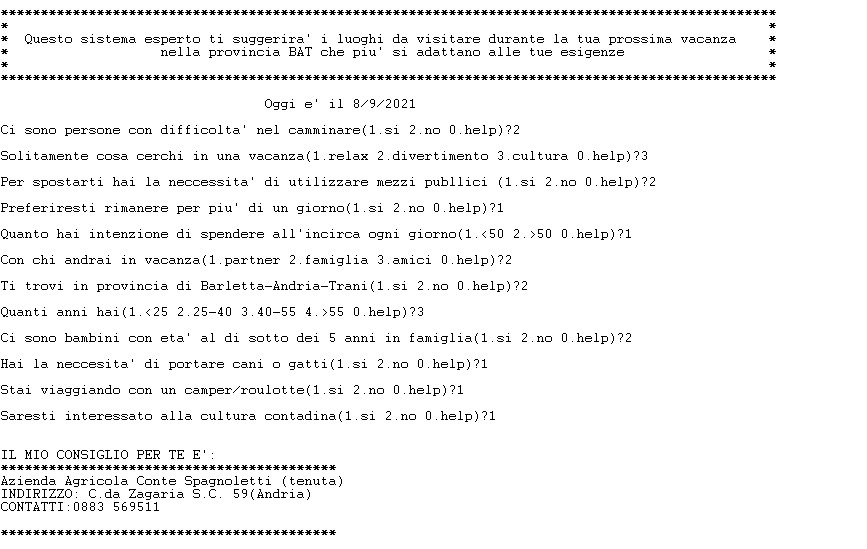 *************************************************************************************************
* *
* Questo sistema esperto ti suggerira' i luoghi da visitare durante la tua prossima vacanza *
* nella provincia BAT che piu' si adattano alle tue esigenze *
* *
*************************************************************************************************
Oggi e' il 8/9/2021
Ci sono persone con difficolta' nel camminare(1.si 2.no 0.help)?2
Solitamente cosa cerchi in una vacanza(1.relax 2.divertimento 3.cultura 0.help)?3
Per spostarti hai la neccessita' di utilizzare mezzi publlici (1.si 2.no 0.help)?2
Preferiresti rimanere per piu' di un giorno(1.si 2.no 0.help)?1
Quanto hai intenzione di spendere all'incirca ogni giorno(1.<50 2.>50 0.help)?1
Con chi andrai in vacanza(1.partner 2.famiglia 3.amici 0.help)?2
Ti trovi in provincia di Barletta-Andria-Trani(1.si 2.no 0.help)?2
Quanti anni hai(1.<25 2.25-40 3.40-55 4.>55 0.help)?3
Ci sono bambini con eta' al di sotto dei 5 anni in famiglia(1.si 2.no 0.help)?2
Hai la neccesita' di portare cani o gatti(1.si 2.no 0.help)?1
Stai viaggiando con un camper/roulotte(1.si 2.no 0.help)?1
Saresti interessato alla cultura contadina(1.si 2.no 0.help)?1
IL MIO CONSIGLIO PER TE E':
******************************************
Azienda Agricola Conte Spagnoletti (tenuta)
INDIRIZZO: C.da Zagaria S.C. 59(Andria)
CONTATTI:0883 569511
******************************************